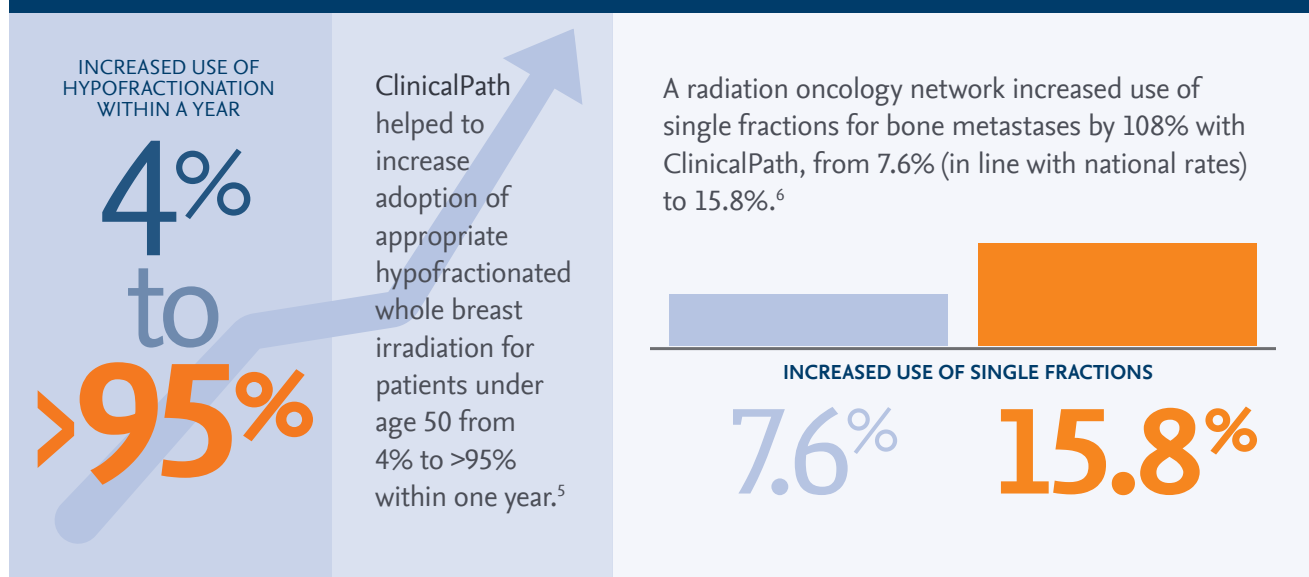 INCREASED USE OF
HYPOFRACTIONATION
WITHIN A YEAR
4%
to
>95%
ClinicalPath
helped to
increase
adoption of
appropriate
hypofractionated
whole breast
irradiation for
patients under
age 50 from
4% to >95%
within one year.⁵
A radiation oncology network increased use of
single fractions for bone metastases by 108% with
ClinicalPath, from 7.6% (in line with national rates)
to 15.8%.⁶
INCREASED USE OF SINGLE FRACTIONS
7.6% 15.8%